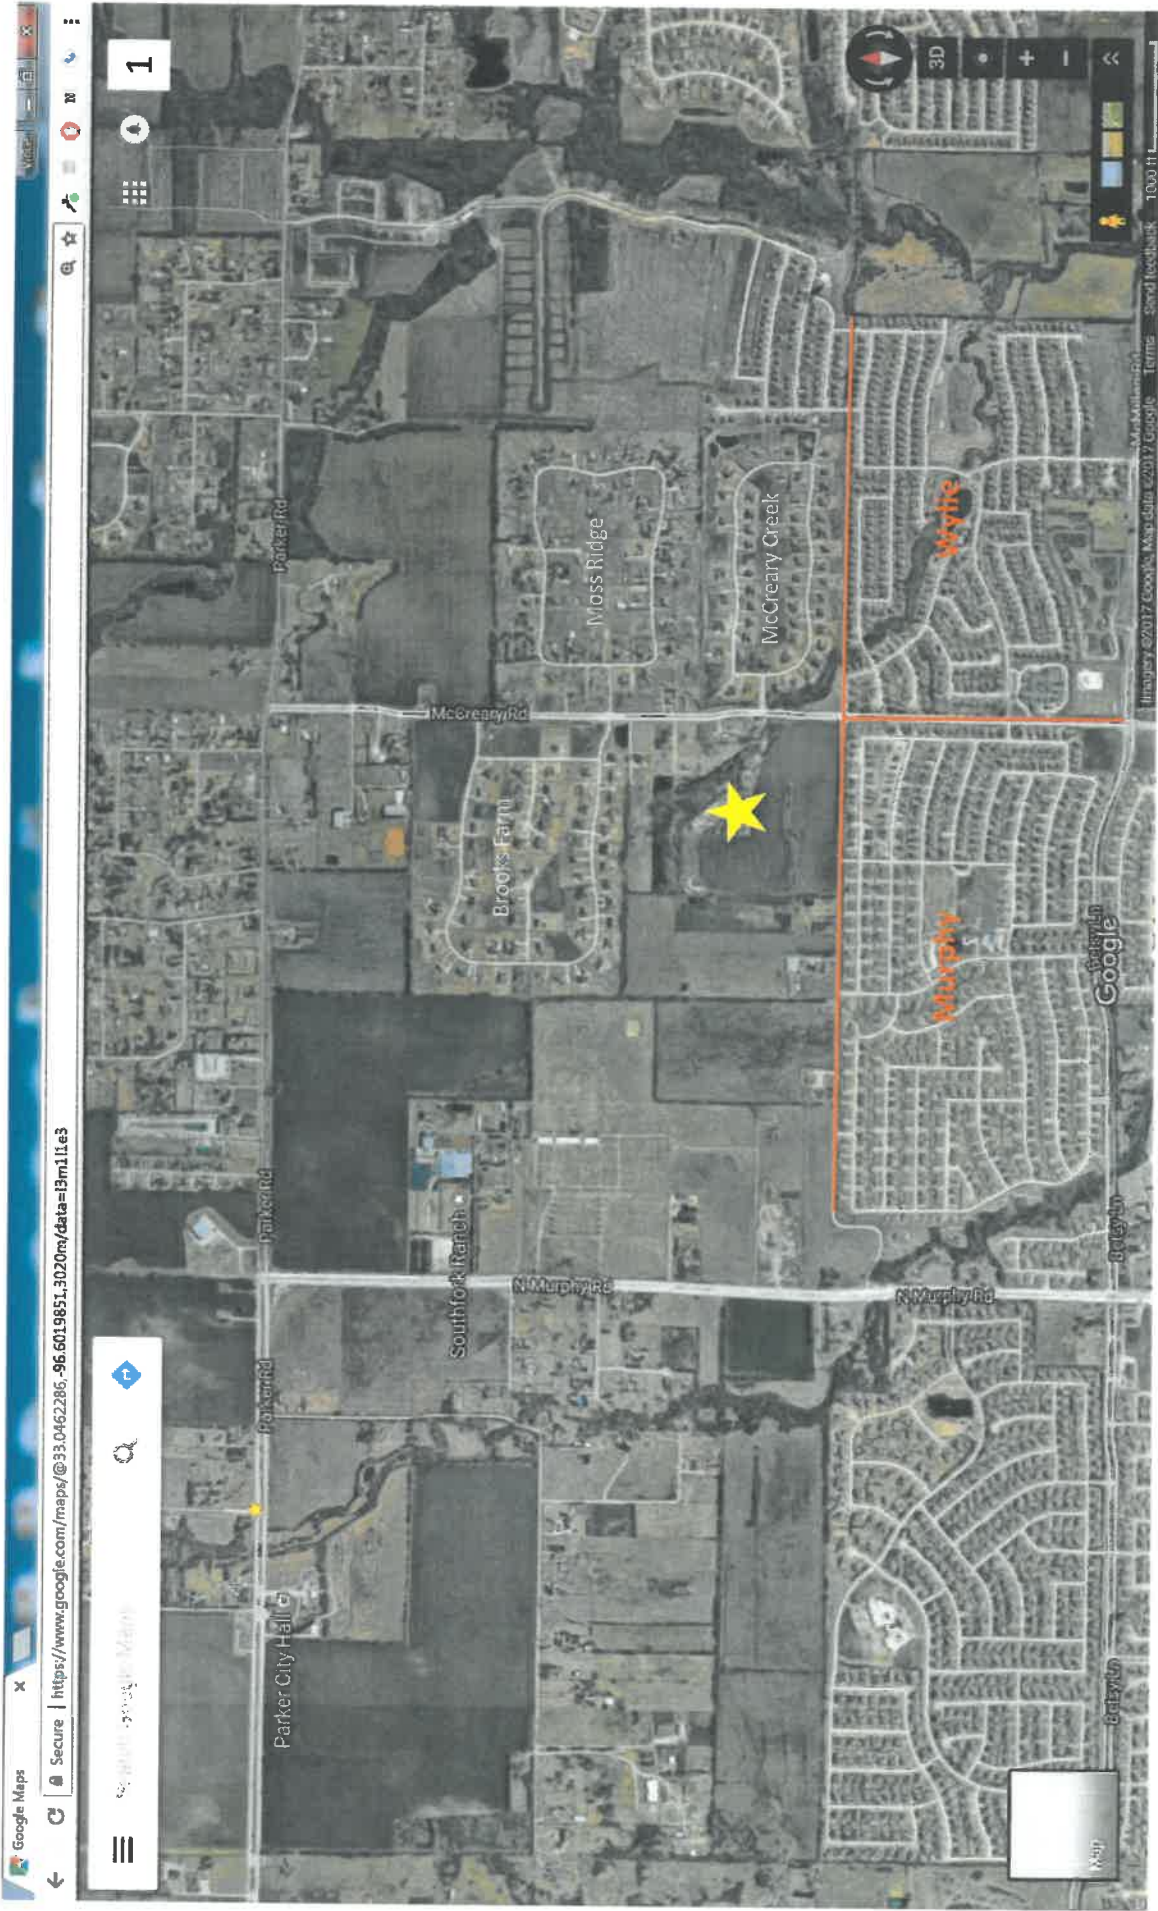 Google Maps
Secure | https://www.google.com/maps/@33.0462286,-96.6019851,3020m/data=!3m1!1e3
1
Parker City Hall
Parker Rd
Parker Rd
Parker Rd
Southfork Ranch
N Murphy Rd
N Murphy Rd
McCreary Rd
Brooks Farm
Moss Ridge
McCreary Creek
Murphy
Wylie
Betsy Ln
Betsy Ln
Betsy Ln
McMillen Rd
Google
Map
3D
Imagery ©2017 Google, Map data ©2017 Google Terms Send feedback 1000 ft